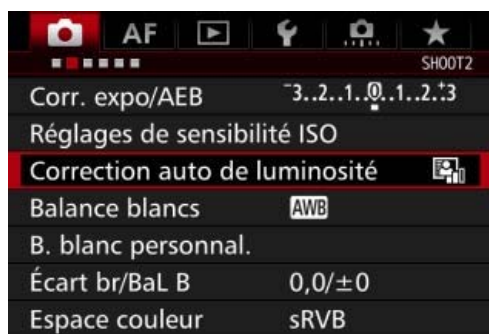 AF
SHOOT2
Corr. expo/AEB -3..2..1..0..1..2.:+3
Réglages de sensibilité ISO
Correction auto de luminosité
Balance blancs AWB
B. blanc personnal.
Écart br/BaL B 0,0/±0
Espace couleur sRVB